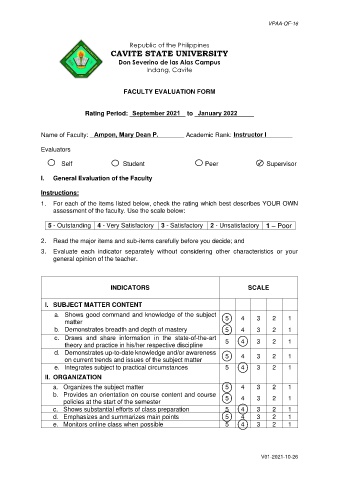 VPAA-QF-16
Republic of the Philippines
CAVITE STATE UNIVERSITY
Don Severino de las Alas Campus
Indang, Cavite
FACULTY EVALUATION FORM
Rating Period: September 2021 to January 2022
Name of Faculty: Ampon, Mary Dean P. Academic Rank: Instructor I
Evaluators
Self Student Peer Supervisor
I. General Evaluation of the Faculty
Instructions:
1. For each of the items listed below, check the rating which best describes YOUR OWN
assessment of the faculty. Use the scale below:
5 - Outstanding 4 - Very Satisfactory 3 - Satisfactory 2 - Unsatisfactory 1 – Poor
2. Read the major items and sub-items carefully before you decide; and
3. Evaluate each indicator separately without considering other characteristics or your
general opinion of the teacher.
INDICATORS SCALE
I. SUBJECT MATTER CONTENT
a. Shows good command and knowledge of the subject
matter 5 4 3 2 1
b. Demonstrates breadth and depth of mastery 5 4 3 2 1
c. Draws and share information in the state-of-the-art
theory and practice in his/her respective discipline 5 4 3 2 1
d. Demonstrates up-to-date knowledge and/or awareness
on current trends and issues of the subject matter 5 4 3 2 1
e. Integrates subject to practical circumstances 5 4 3 2 1
II. ORGANIZATION
a. Organizes the subject matter 5 4 3 2 1
b. Provides an orientation on course content and course
policies at the start of the semester 5 4 3 2 1
c. Shows substantial efforts of class preparation 5 4 3 2 1
d. Emphasizes and summarizes main points 5 4 3 2 1
e. Monitors online class when possible 5 4 3 2 1
V01-2021-10-26